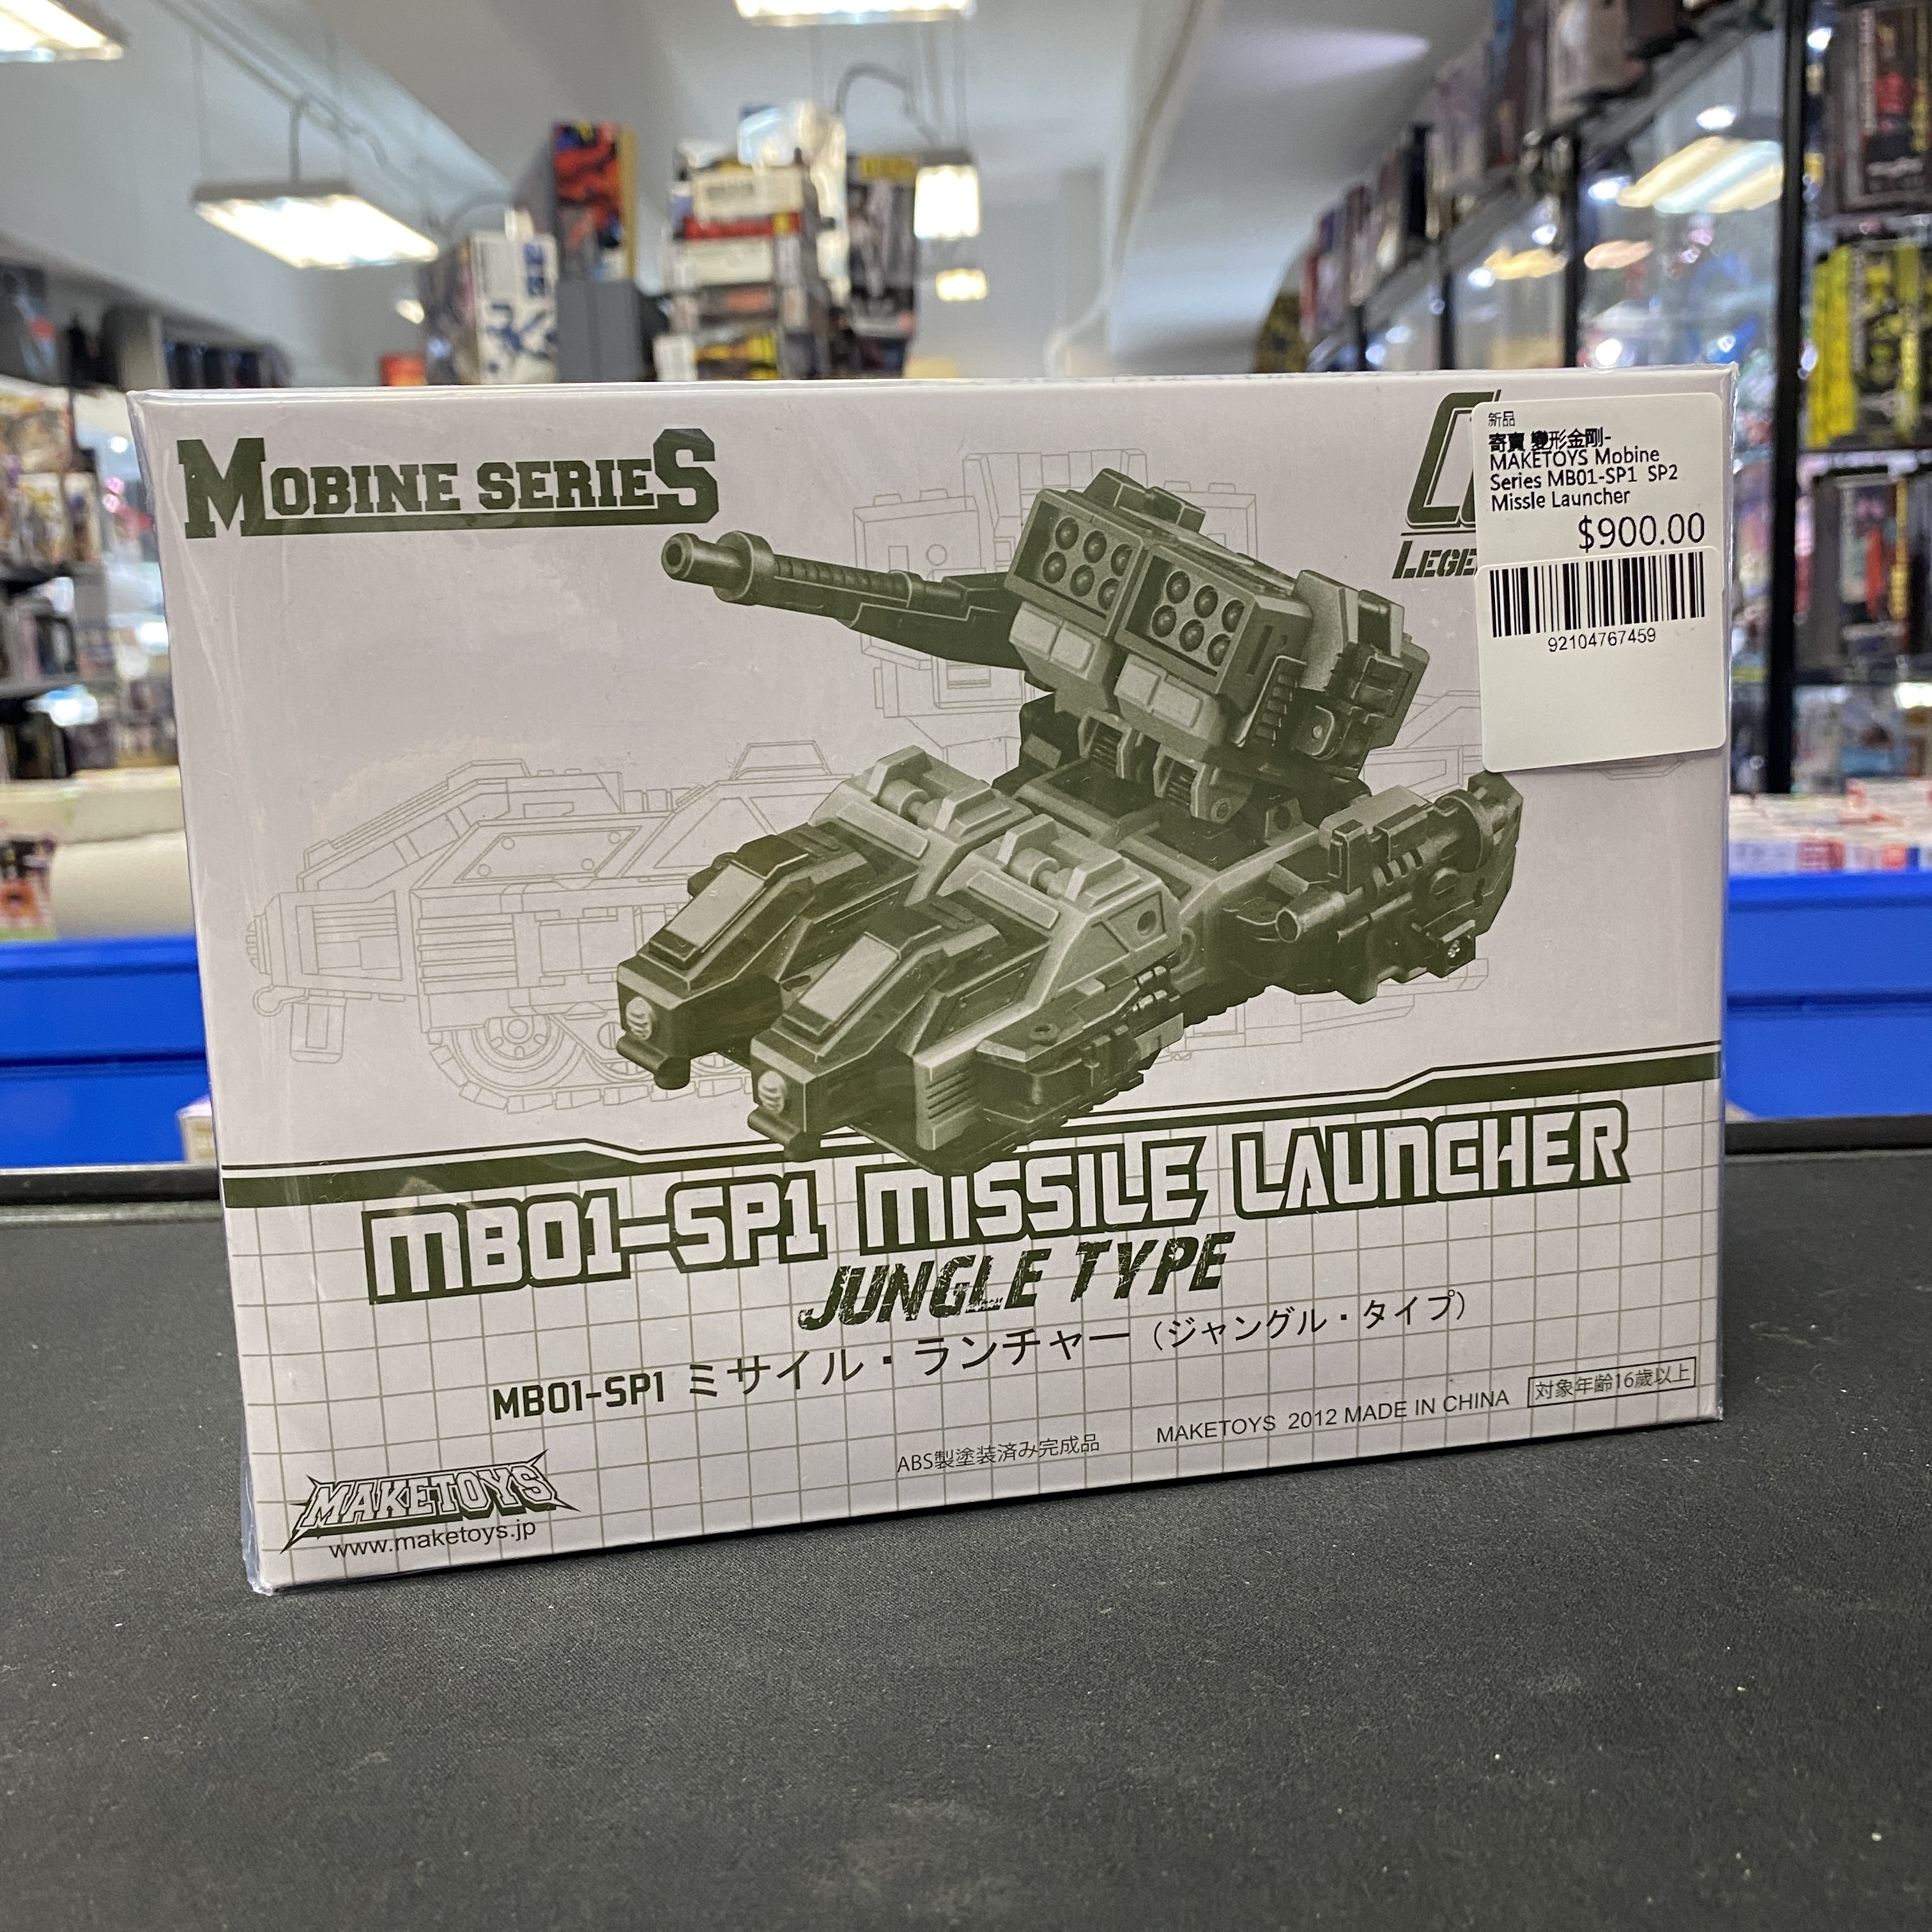 MOBINE SERIES
新品
寄賣 變形金剛-
MAKETOYS Mobine
Series MB01-SP1 SP2
Missle Launcher
$900.00
92104767459
MB01-SP1 MISSILE LAUNCHER
JUNGLE TYPE
MB01-SP1 ミサイル・ランチャー（ジャングル・タイプ）
ABS製塗装済み完成品
MAKETOYS 2012 MADE IN CHINA
対象年齢16歳以上
MAKETOYS
www.maketoys.jp